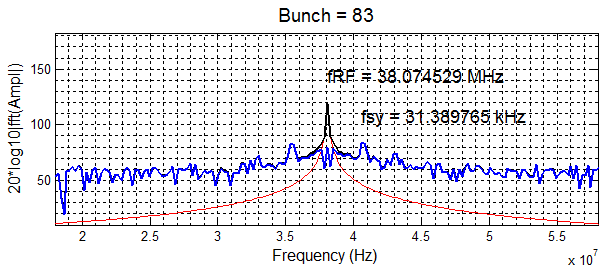 Bunch = 83
150
100
50
20*log10|fft(Ampl)|
fRF = 38.074529 MHz
fsy = 31.389765 kHz
2 2.5 3 3.5 4 4.5 5 5.5
x 10^7
Frequency (Hz)